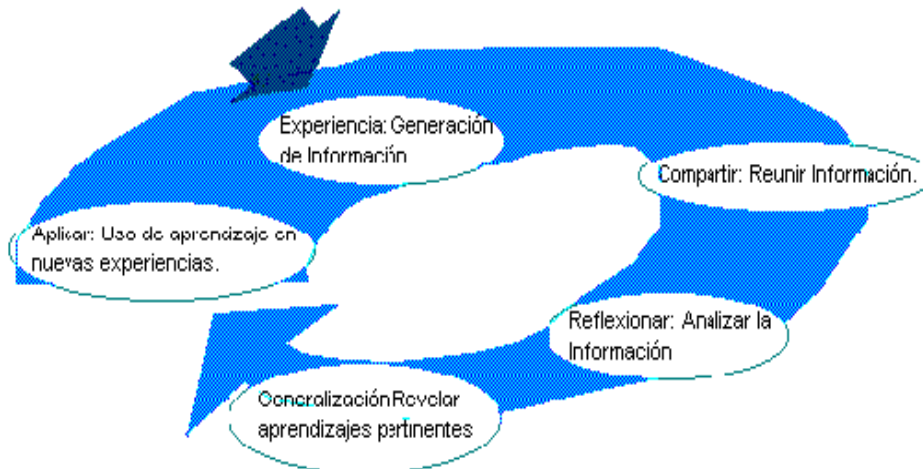 Experiencia: Generación
de Información
Compartir: Reunir Información.
Aplicar: Uso de aprendizaje en
nuevas experiencias.
Reflexionar: Analizar la
Información
Generalización Revelar
aprendizajes pertinentes